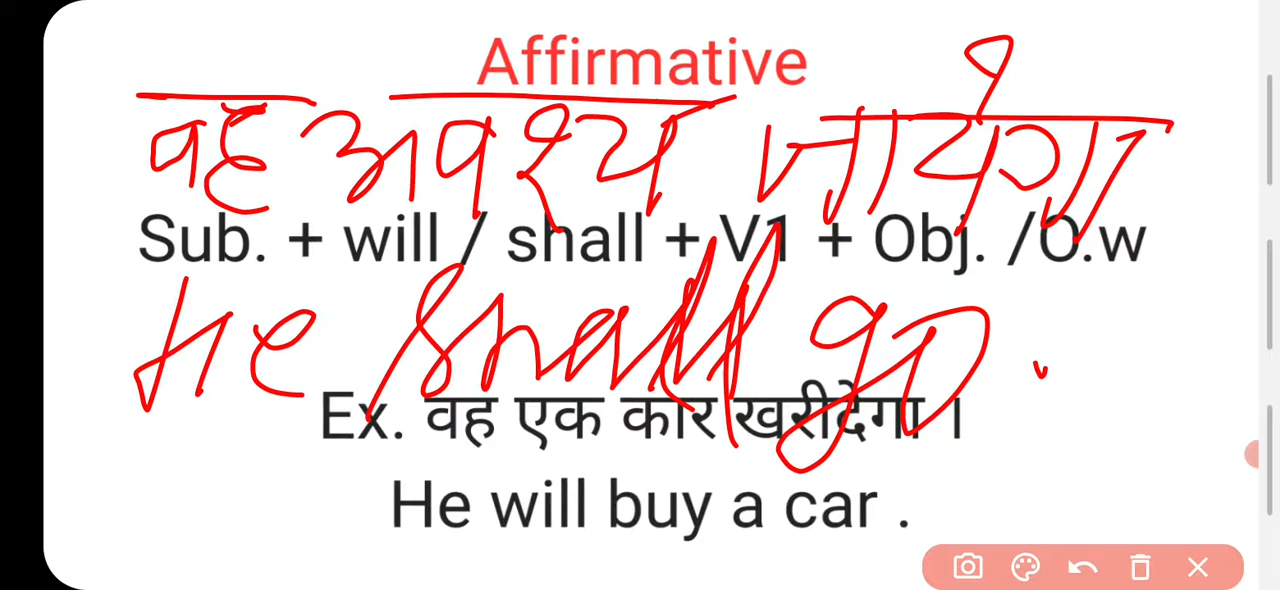 Affirmative
वह अवश्य जायेगा
Sub. + will / shall + V1 + Obj. /O.w
He shall go .
Ex. वह एक कार खरीदेगा ।
He will buy a car .